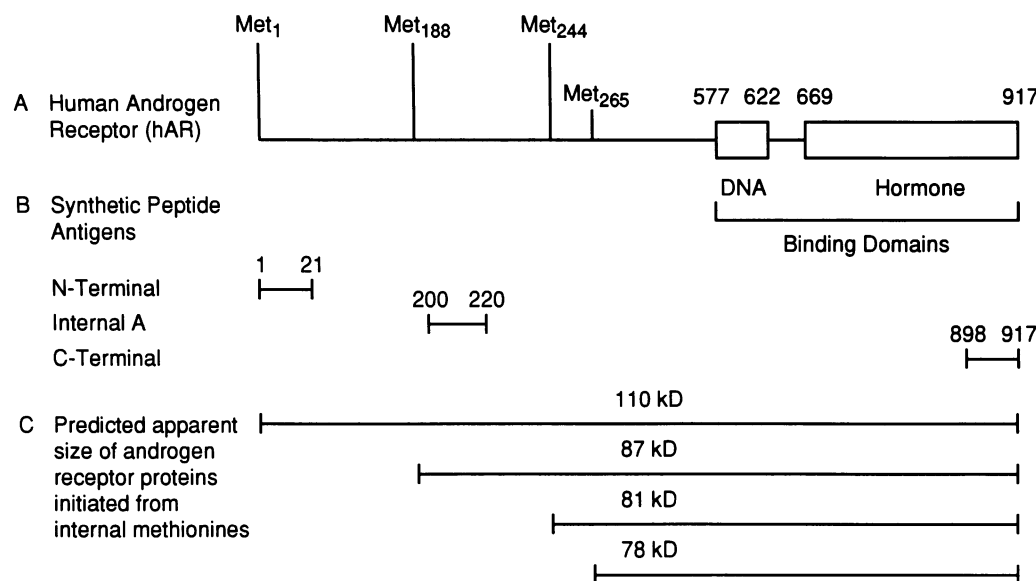 Met1 Met188 Met244
Met265
A Human Androgen
Receptor (hAR)
577 622 669 917
DNA Hormone
Binding Domains
B Synthetic Peptide
Antigens
N-Terminal 1 21
Internal A 200 220
C-Terminal 898 917
C Predicted apparent
size of androgen
receptor proteins
initiated from
internal methionines
110 kD
87 kD
81 kD
78 kD